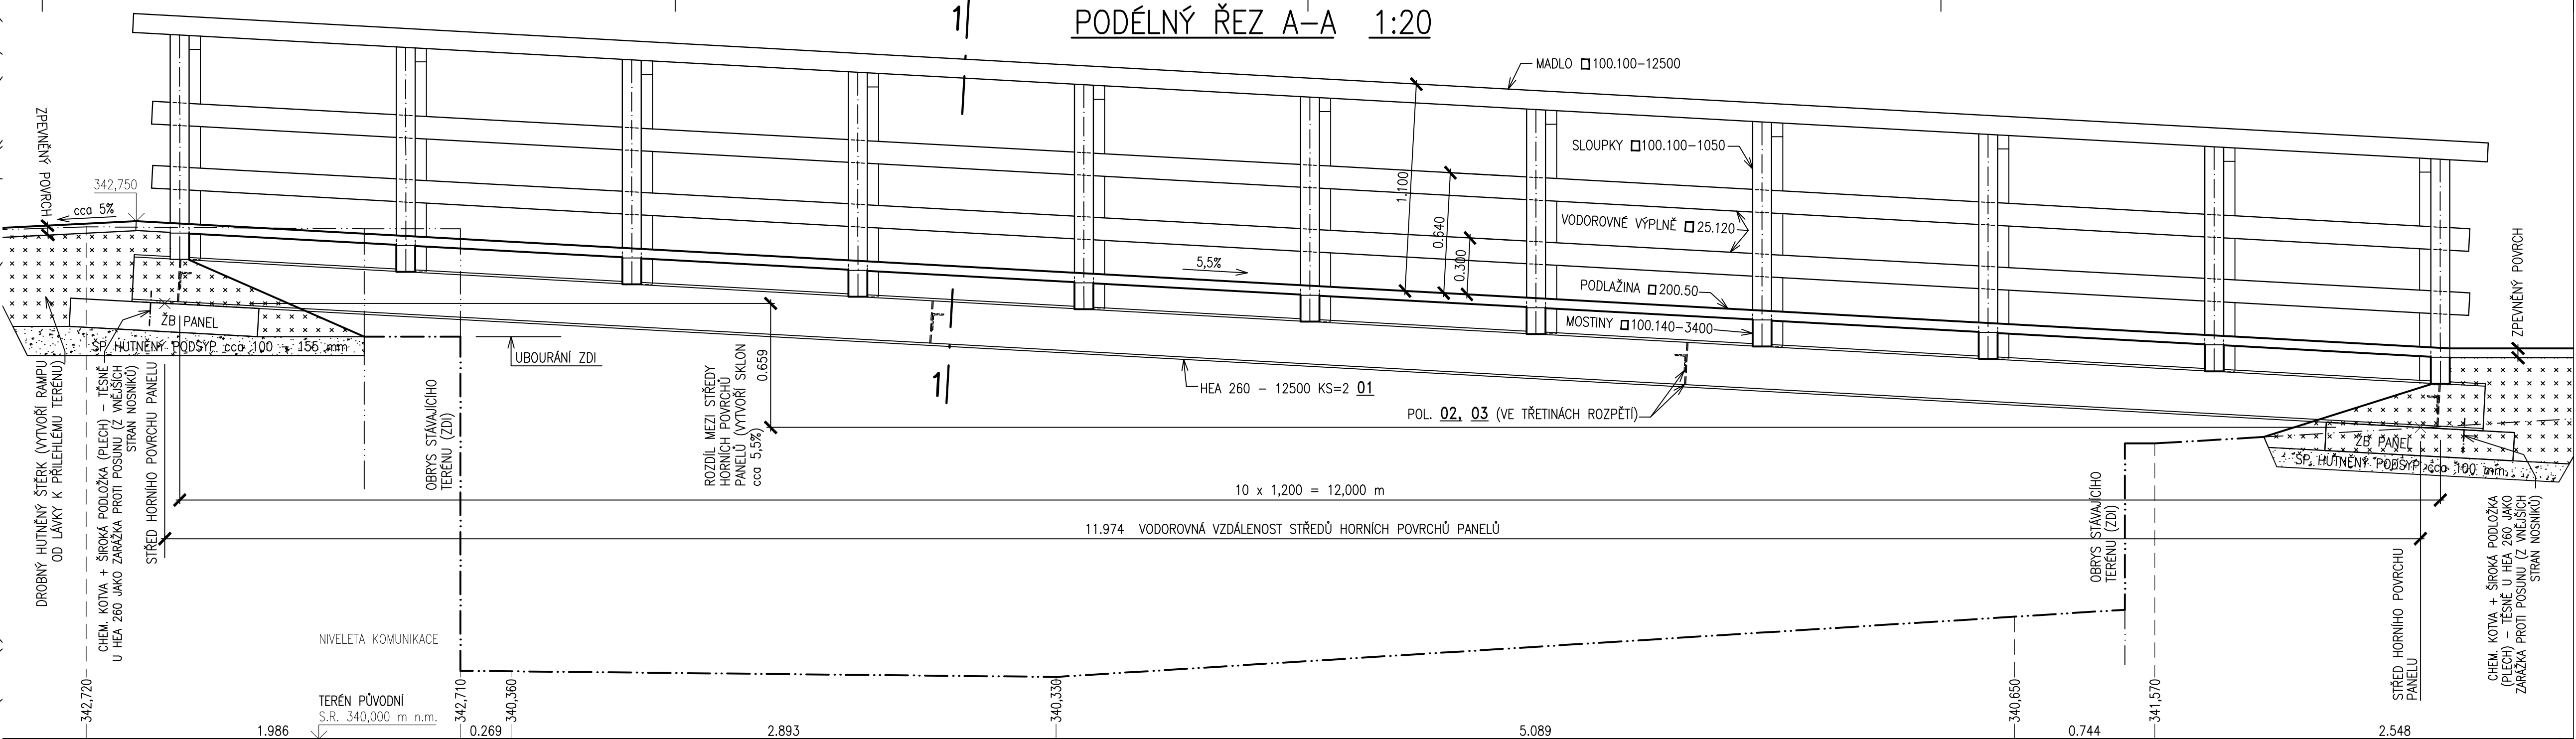 PODÉLNÝ ŘEZ A–A 1:20
1
MADLO □100.100–12500
SLOUPKY □100.100–1050
VODOROVNÉ VÝPLNĚ □25.120
PODLAŽINA □200.50
MOSTINY □100.140–3400
1.100
0.640
0.300
5,5%
ZPEVNĚNÝ POVRCH
342,750
cca 5%
ŽB PANEL
ŠP. HUTNĚNÝ PODSYP cca 100 – 155 mm
UBOURÁNÍ ZDI
0.659
ROZDÍL MEZI STŘEDY
HORNÍCH POVRCHŮ
PANELŮ (VYTVOŘÍ SKLON
cca 5,5%)
1
HEA 260 – 12500 KS=2 01
POL. 02, 03 (VE TŘETINÁCH ROZPĚTÍ)
ZPEVNĚNÝ POVRCH
ŽB PANEL
ŠP. HUTNĚNÝ PODSYP cca 100 mm
DROBNÝ HUTNĚNÝ ŠTĚRK (VYTVOŘÍ RAMPU
OD LÁVKY K PŘILEHLÉMU TERÉNU)
CHEM. KOTVA + ŠIROKÁ PODLOŽKA (PLECH) – TĚSNĚ
U HEA 260 JAKO ZARÁŽKA PROTI POSUNU (Z VNĚJŠÍCH
STRAN NOSNÍKŮ)
STŘED HORNÍHO POVRCHU PANELU
OBRYS STÁVAJÍCÍHO
TERÉNU (ZDI)
10 x 1,200 = 12,000 m
11.974 VODOROVNÁ VZDÁLENOST STŘEDŮ HORNÍCH POVRCHŮ PANELŮ
OBRYS STÁVAJÍCÍHO
TERÉNU (ZDI)
STŘED HORNÍHO POVRCHU
PANELU
CHEM. KOTVA + ŠIROKÁ PODLOŽKA
(PLECH) – TĚSNĚ U HEA 260 JAKO
ZARÁŽKA PROTI POSUNU (Z VNĚJŠÍCH
STRAN NOSNÍKŮ)
NIVELETA KOMUNIKACE
TERÉN PŮVODNÍ
S.R. 340,000 m n.m.
342,720
342,710
340,360
340,330
340,650
341,570
1.986
0.269
2.893
5.089
0.744
2.548